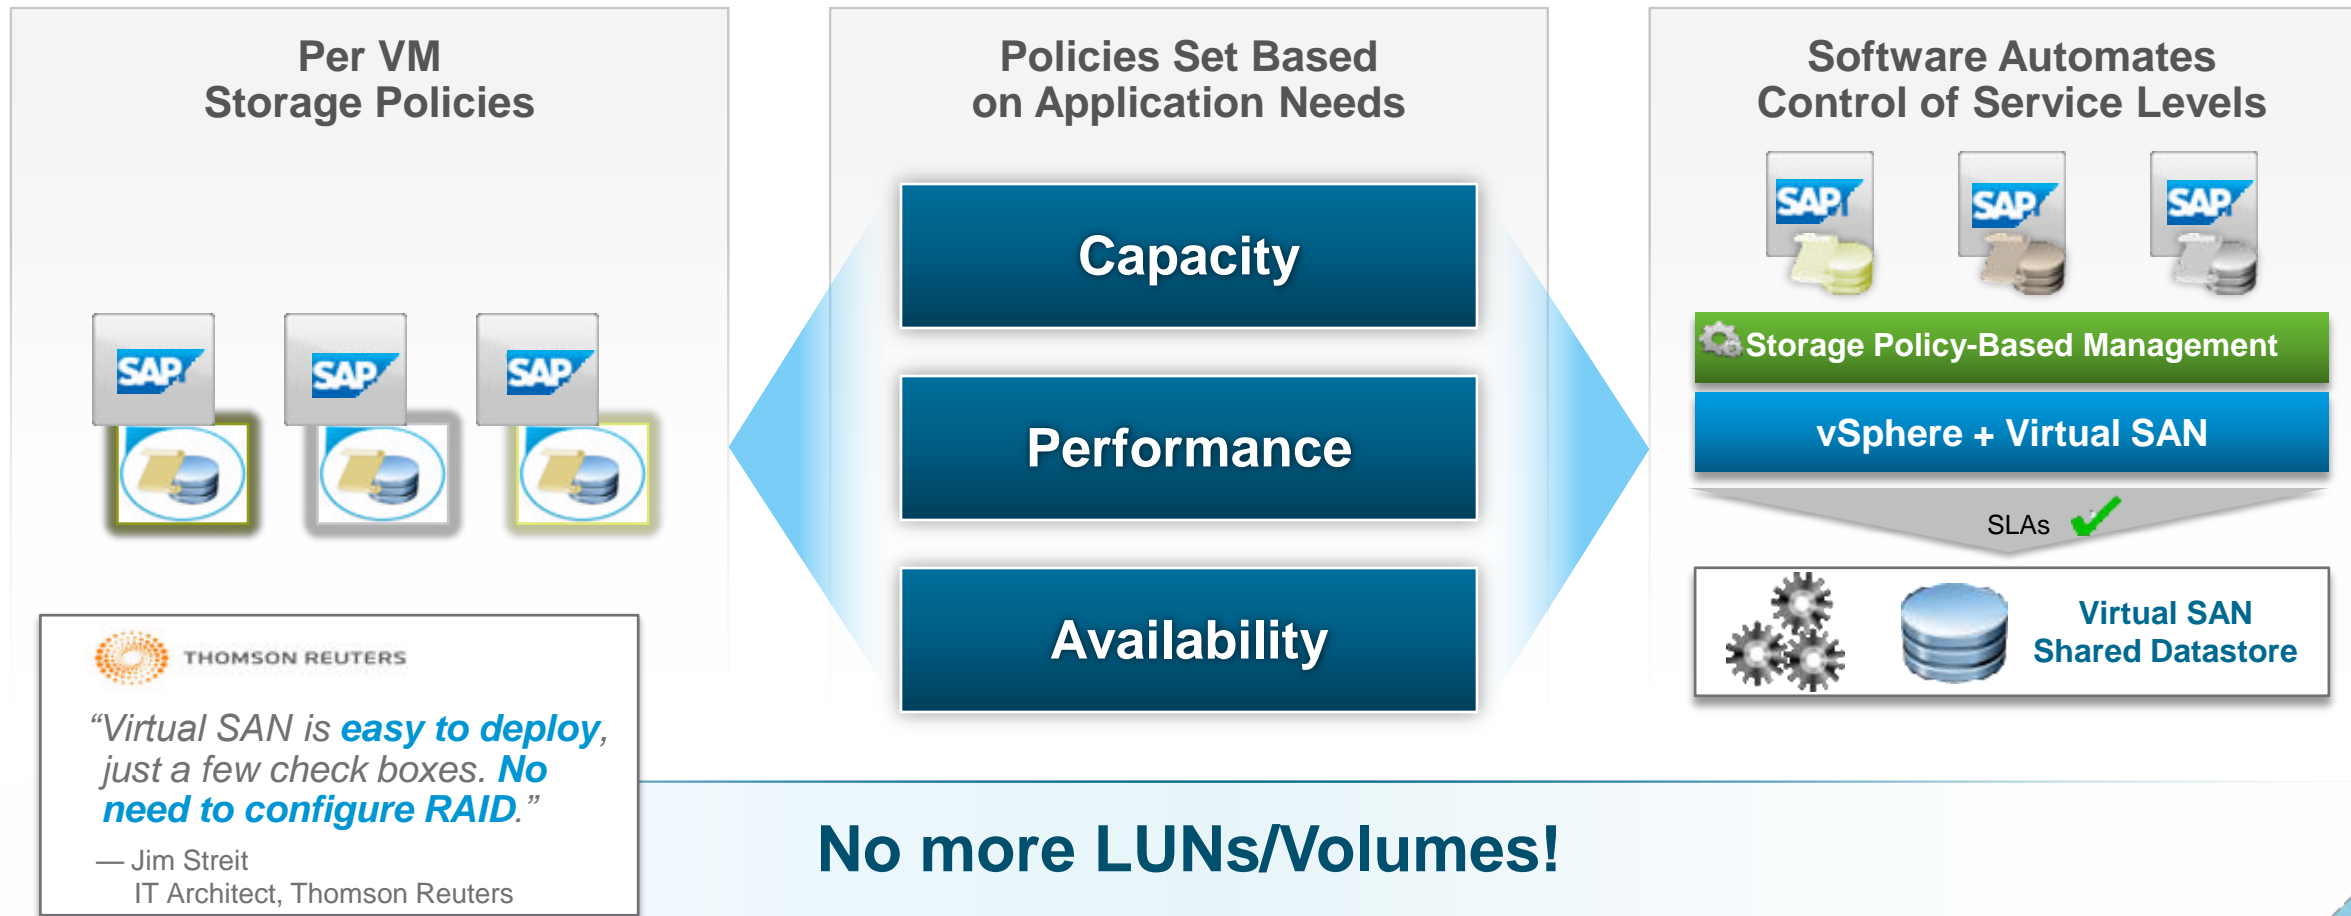 Per VM
Storage Policies
SAP
SAP
SAP
THOMSON REUTERS
“Virtual SAN is easy to deploy,
just a few check boxes. No
need to configure RAID.”
— Jim Streit
IT Architect, Thomson Reuters
Policies Set Based
on Application Needs
Capacity
Performance
Availability
Software Automates
Control of Service Levels
SAP
SAP
SAP
Storage Policy-Based Management
vSphere + Virtual SAN
SLAs
Virtual SAN
Shared Datastore
No more LUNs/Volumes!